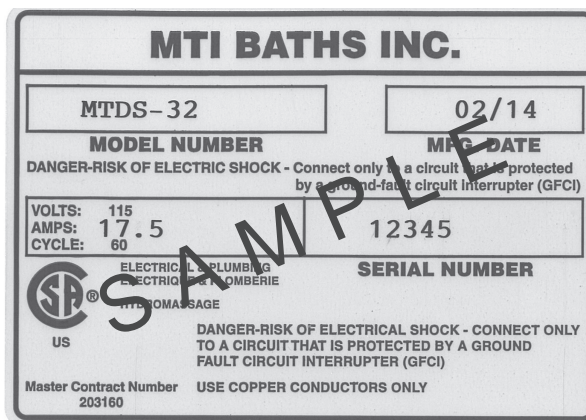 MTI BATHS INC.
MTDS-32
02/14
MODEL NUMBER
MFG. DATE
DANGER-RISK OF ELECTRIC SHOCK - Connect only to a circuit that is protected
by a ground-fault circuit interrupter (GFCI)
VOLTS: 115
AMPS: 17.5
CYCLE: 60
12345
SERIAL NUMBER
ELECTRICAL & PLUMBING
ELECTRIQUE & PLOMBERIE
HYDROMASSAGE
SA®
US
SAMPLE
DANGER-RISK OF ELECTRICAL SHOCK - CONNECT ONLY
TO A CIRCUIT THAT IS PROTECTED BY A GROUND
FAULT CIRCUIT INTERRUPTER (GFCI)
Master Contract Number
203160
USE COPPER CONDUCTORS ONLY